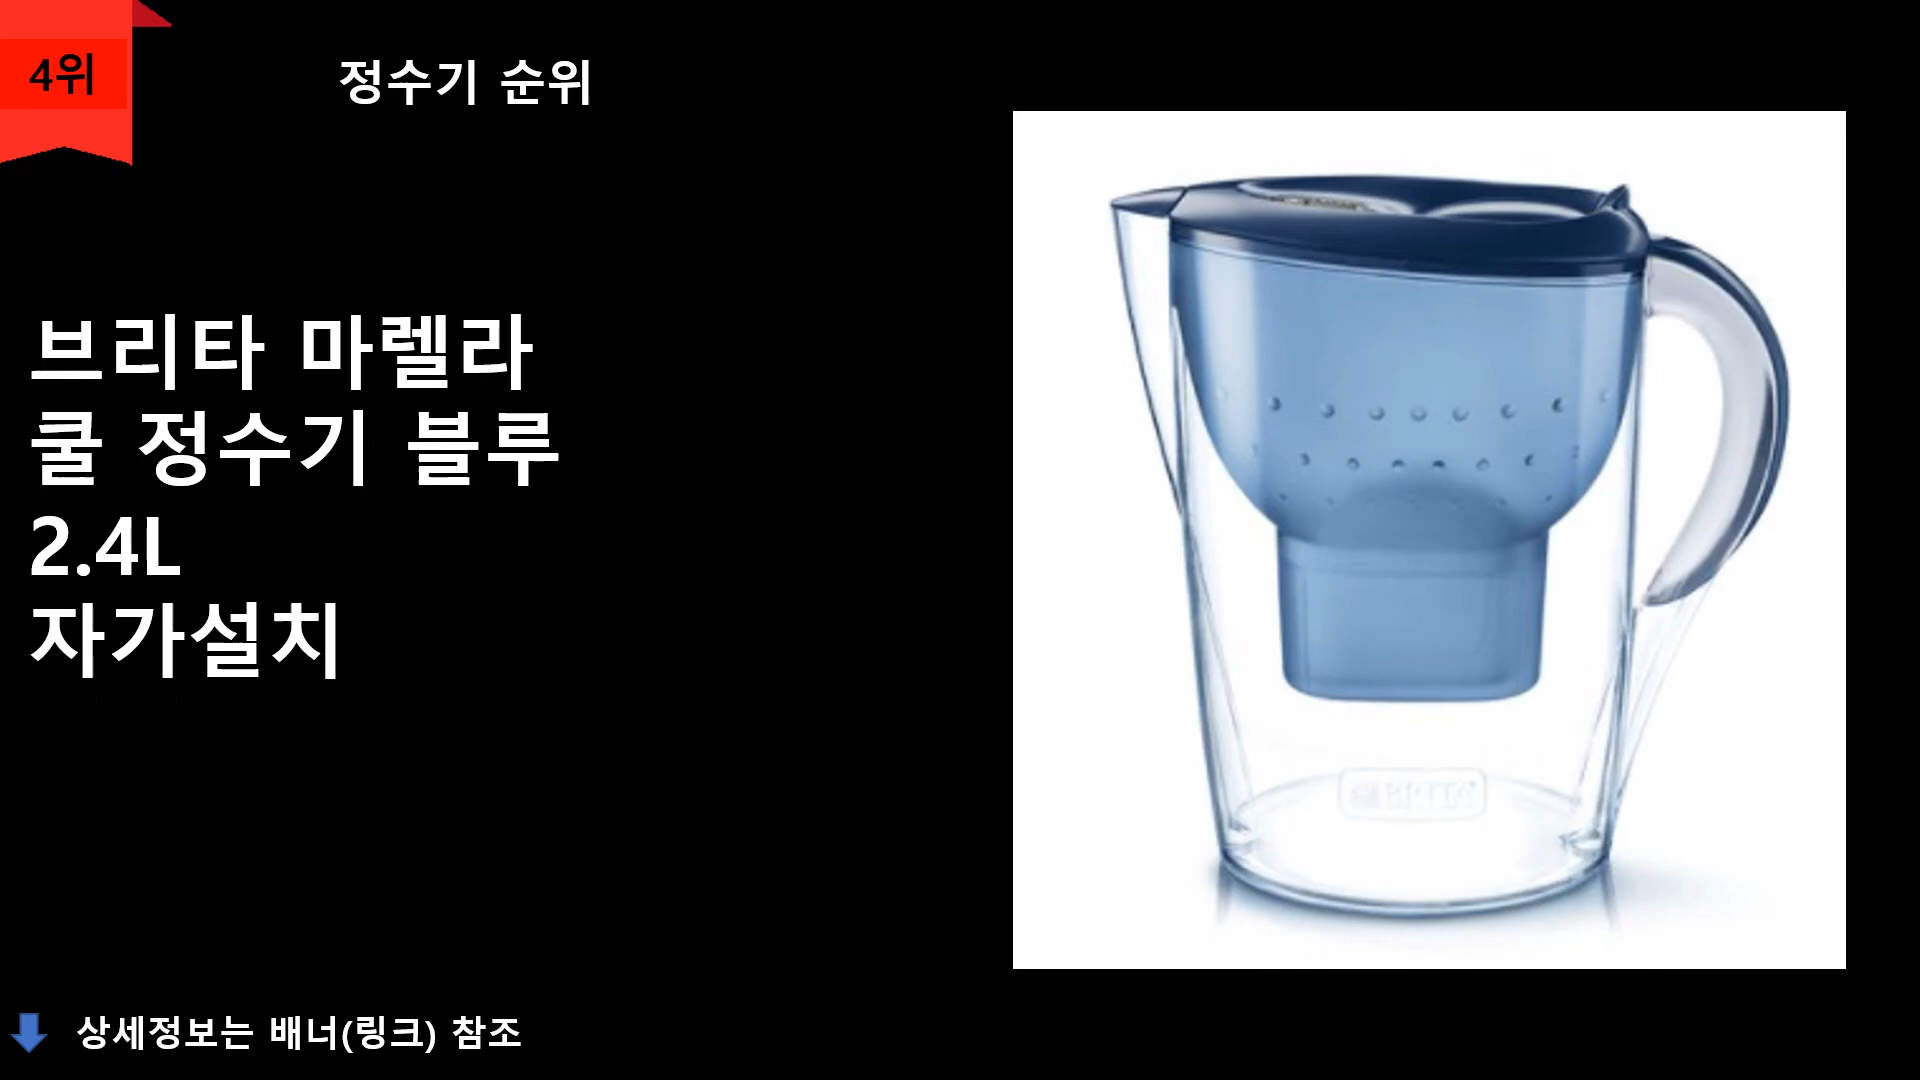 4위
정수기 순위
브리타 마렐라
쿨 정수기 블루
2.4L
자가설치
BRITA
상세정보는 배너(링크) 참조